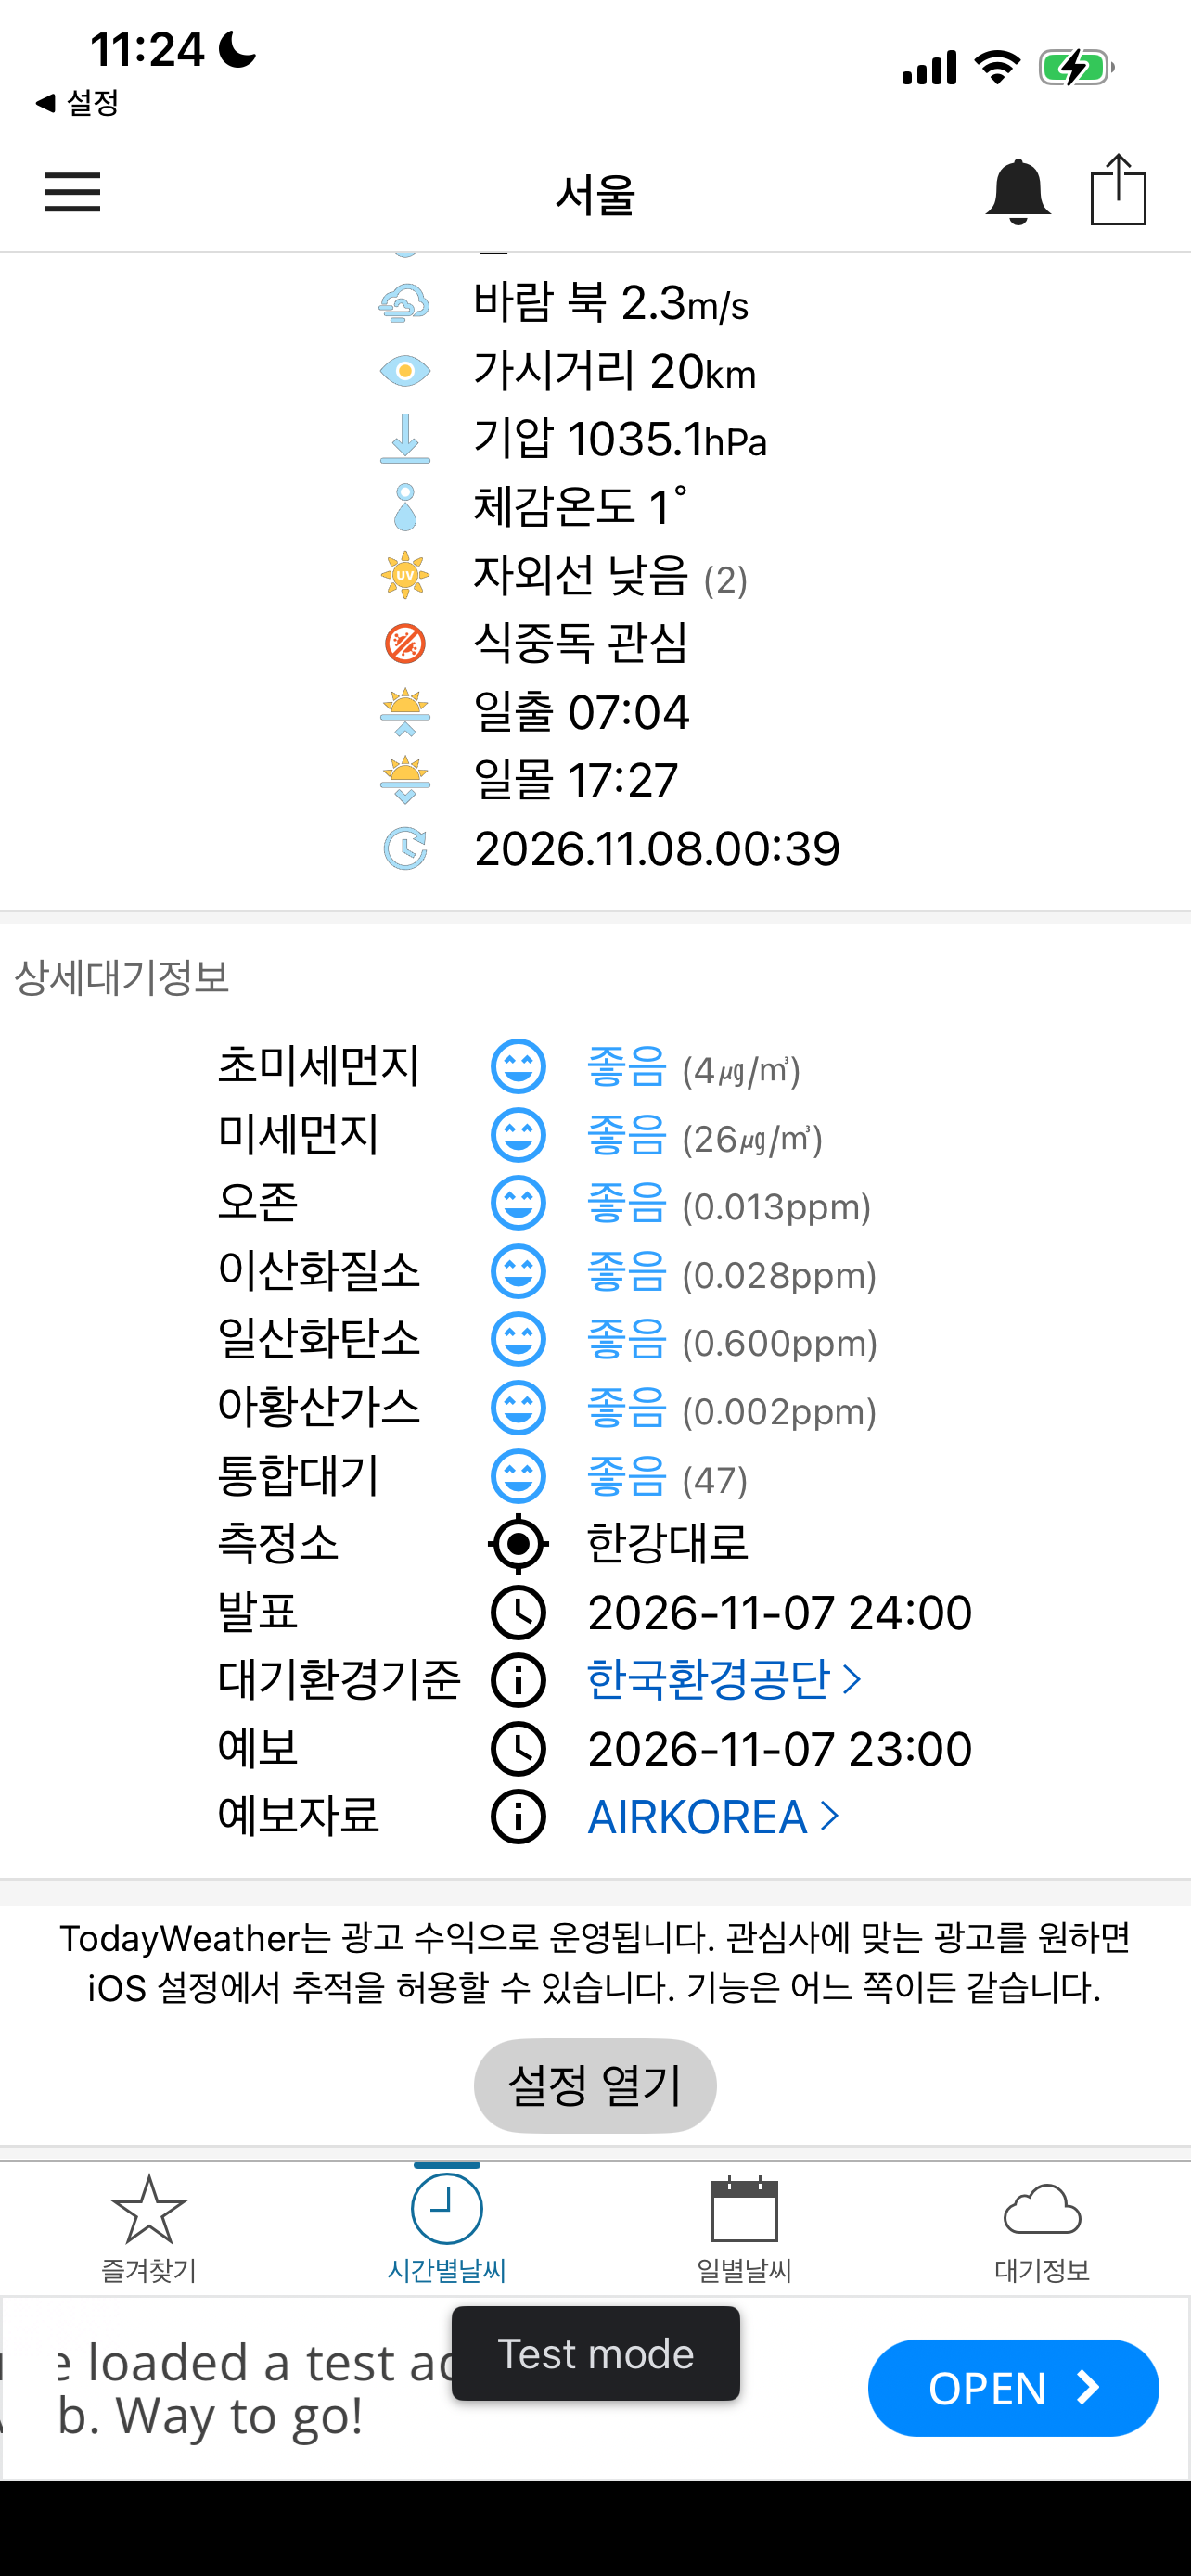 11:24
◀ 설정
서울
바람 북 2.3m/s
가시거리 20km
기압 1035.1hPa
체감온도 1°
UV 자외선 낮음 (2)
식중독 관심
일출 07:04
일몰 17:27
2026.11.08.00:39
상세대기정보
초미세먼지 좋음 (4㎍/㎥)
미세먼지 좋음 (26㎍/㎥)
오존 좋음 (0.013ppm)
이산화질소 좋음 (0.028ppm)
일산화탄소 좋음 (0.600ppm)
아황산가스 좋음 (0.002ppm)
통합대기 좋음 (47)
측정소 한강대로
발표 2026-11-07 24:00
대기환경기준 한국환경공단 >
예보 2026-11-07 23:00
예보자료 AIRKOREA >
TodayWeather는 광고 수익으로 운영됩니다. 관심사에 맞는 광고를 원하면
iOS 설정에서 추적을 허용할 수 있습니다. 기능은 어느 쪽이든 같습니다.
설정 열기
즐겨찾기 시간별날씨 일별날씨 대기정보
Test mode
e loaded a test ad
b. Way to go!
OPEN >